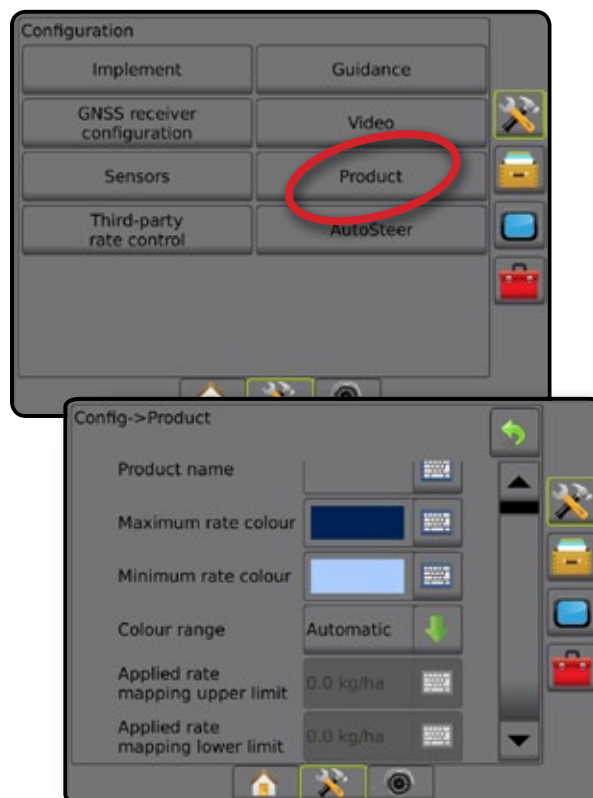 Configuration
Implement
Guidance
GNSS receiver
configuration
Video
Sensors
Product
Third-party
rate control
AutoSteer
Config->Product
Product name
Maximum rate colour
Minimum rate colour
Colour range
Automatic
Applied rate
mapping upper limit
0.0 kg/ha
Applied rate
mapping lower limit
0.0 kg/ha